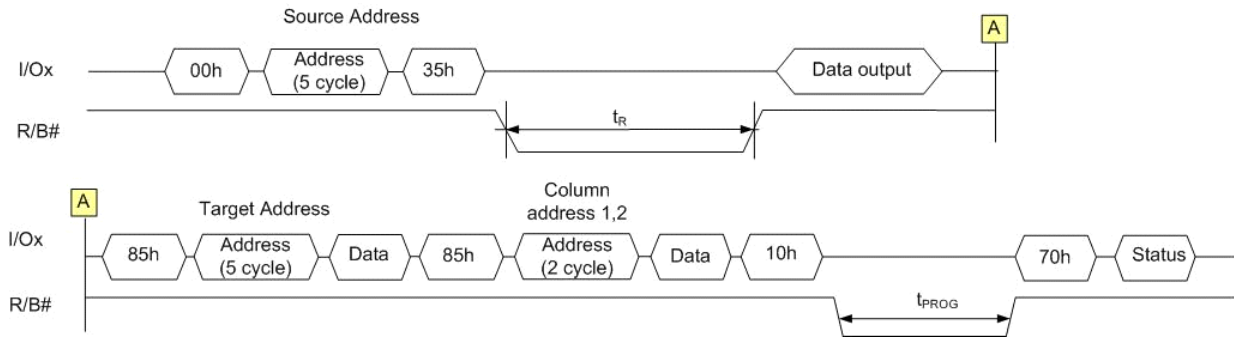 Source Address
A
I/Ox
00h
Address
(5 cycle)
35h
Data output
R/B#
tR
A
Target Address
Column
address 1,2
I/Ox
85h
Address
(5 cycle)
Data
85h
Address
(2 cycle)
Data
10h
70h
Status
R/B#
tPROG